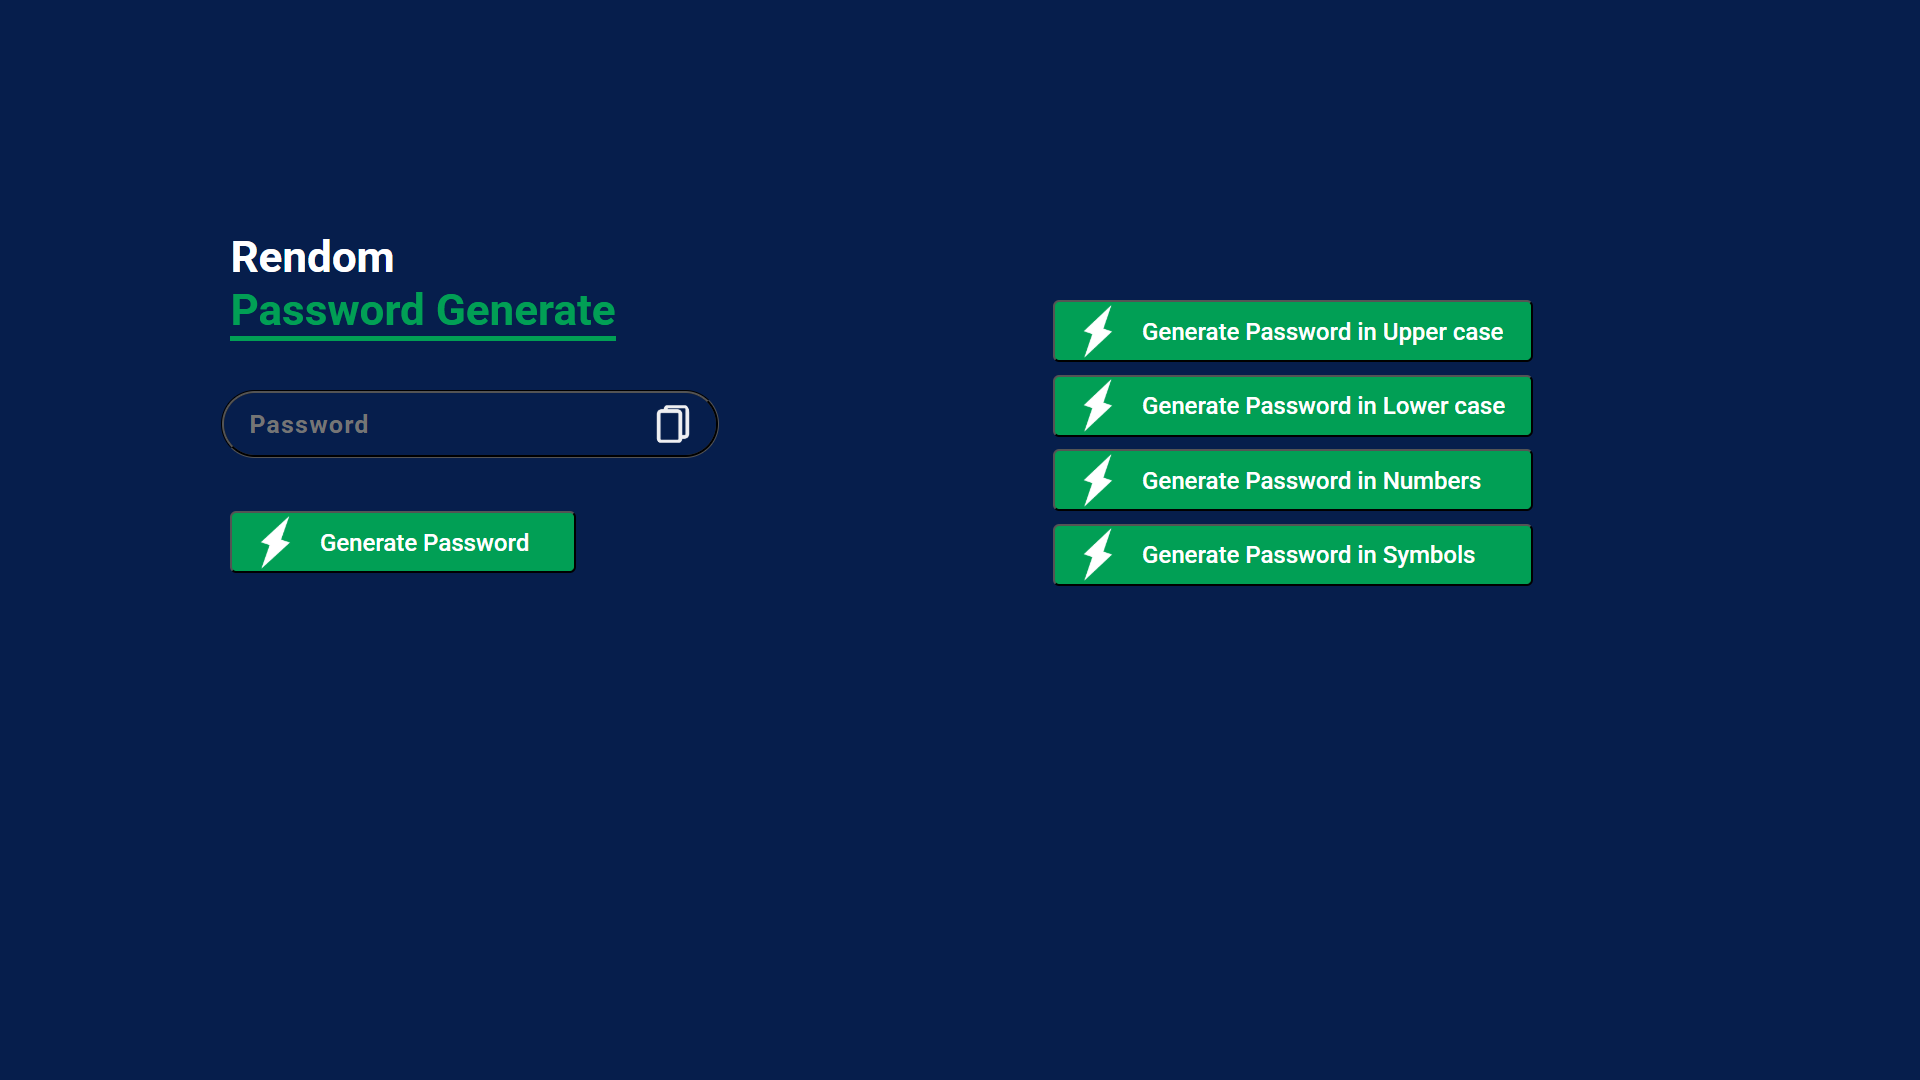 Rendom
Password Generate
Password
Generate Password
Generate Password in Upper case
Generate Password in Lower case
Generate Password in Numbers
Generate Password in Symbols